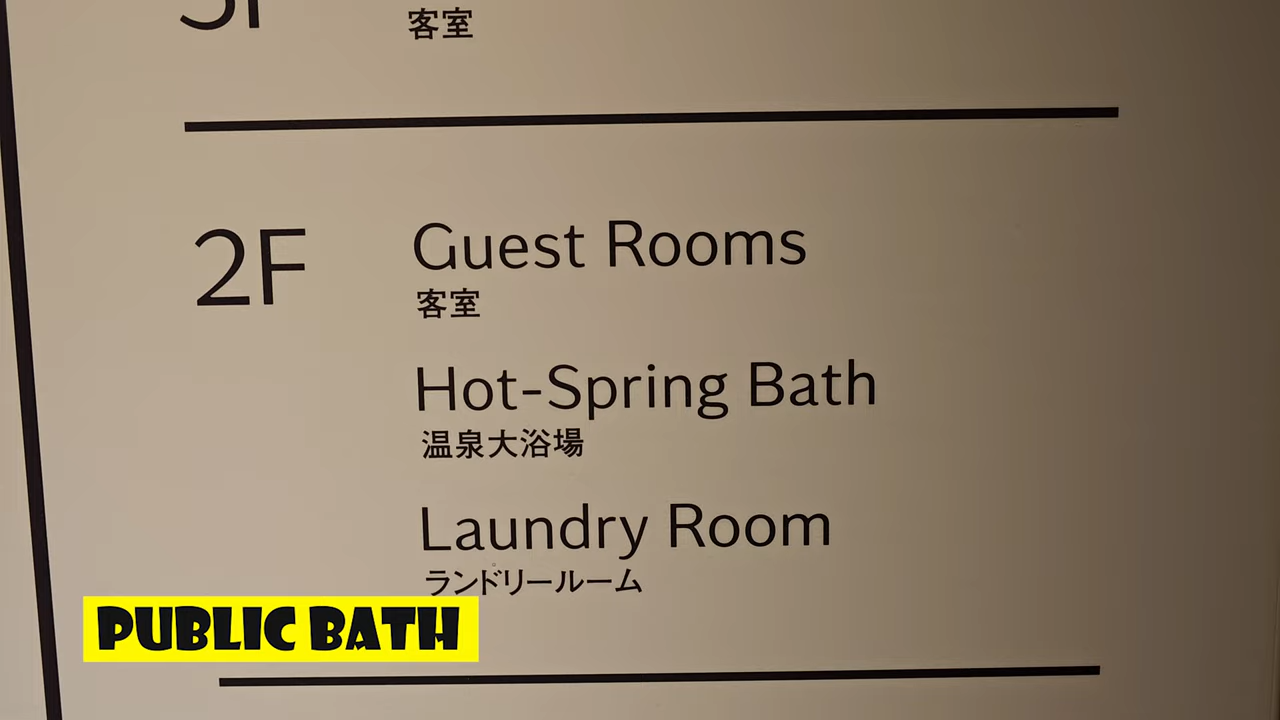 客室
2F
Guest Rooms
客室
Hot-Spring Bath
温泉大浴場
Laundry Room
ランドリールーム
PUBLIC BATH